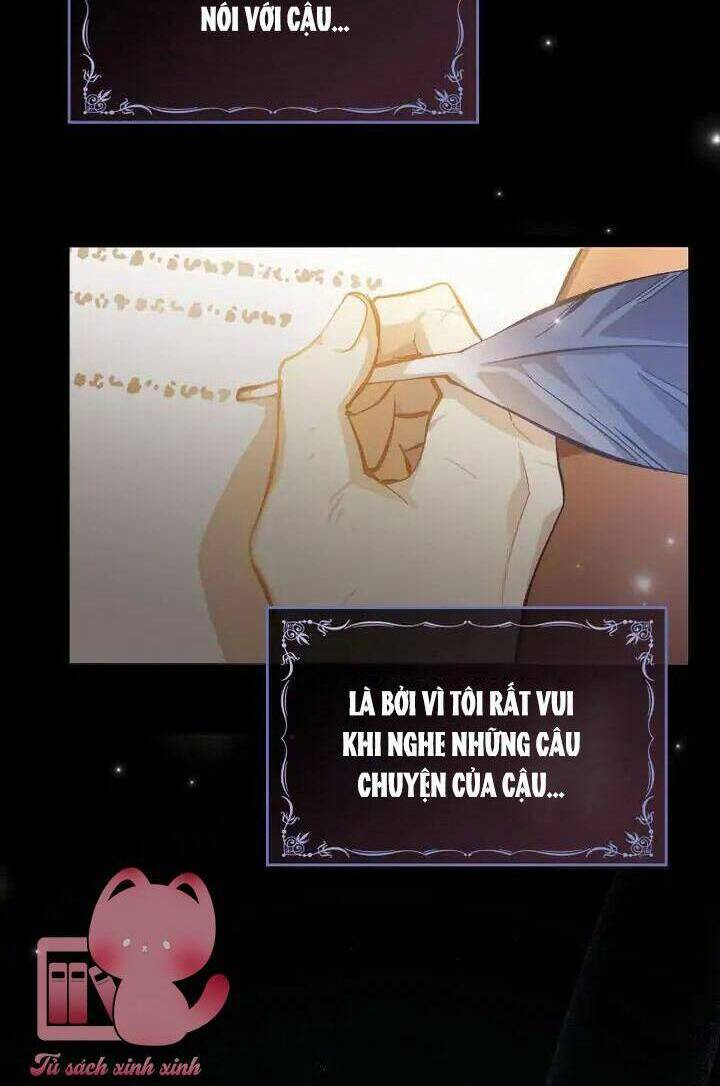 NÓI VỚI CẬU...
LÀ BỞI VÌ TÔI RẤT VUI
KHI NGHE NHỮNG CÂU
CHUYỆN CỦA CẬU...
Tủ sách xinh xinh